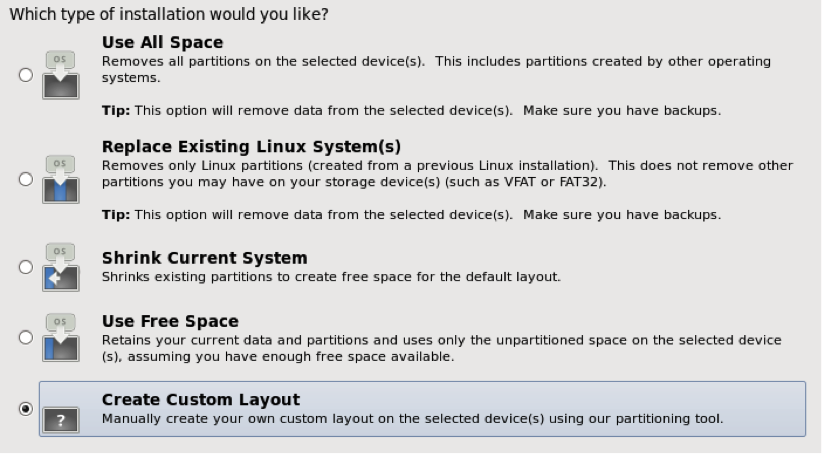 Which type of installation would you like?
OS
Use All Space
Removes all partitions on the selected device(s).  This includes partitions created by other operating
systems.
Tip: This option will remove data from the selected device(s).  Make sure you have backups.
OS
Replace Existing Linux System(s)
Removes only Linux partitions (created from a previous Linux installation).  This does not remove other
partitions you may have on your storage device(s) (such as VFAT or FAT32).
Tip: This option will remove data from the selected device(s).  Make sure you have backups.
OS
Shrink Current System
Shrinks existing partitions to create free space for the default layout.
OS
Use Free Space
Retains your current data and partitions and uses only the unpartitioned space on the selected device
(s), assuming you have enough free space available.
?
Create Custom Layout
Manually create your own custom layout on the selected device(s) using our partitioning tool.